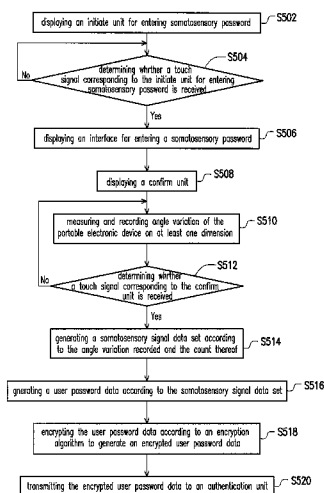 displaying an initiate unit for entering somatosensory password
S502
S504
determining whether a touch
signal corresponding to the initiate unit for entering
somatosensory password is received
No
Yes
displaying an interface for entering a somatosensory password
S506
displaying a confirm unit
S508
measuring and recording angle variation of the
portable electronic device on at least one dimension
S510
S512
determining whether
a touch signal corresponding to the confirm
unit is received
No
Yes
generating a somatosensory signal data set according
to the angle variation recorded and the count thereof
S514
gnerating a user password data according to the somatosensory signal data set
S516
encrypting the user password data according to an encryption
algorithm to generate an encrypted user password data
S518
transmitting the encrypted user password data to an authentication unit
S520